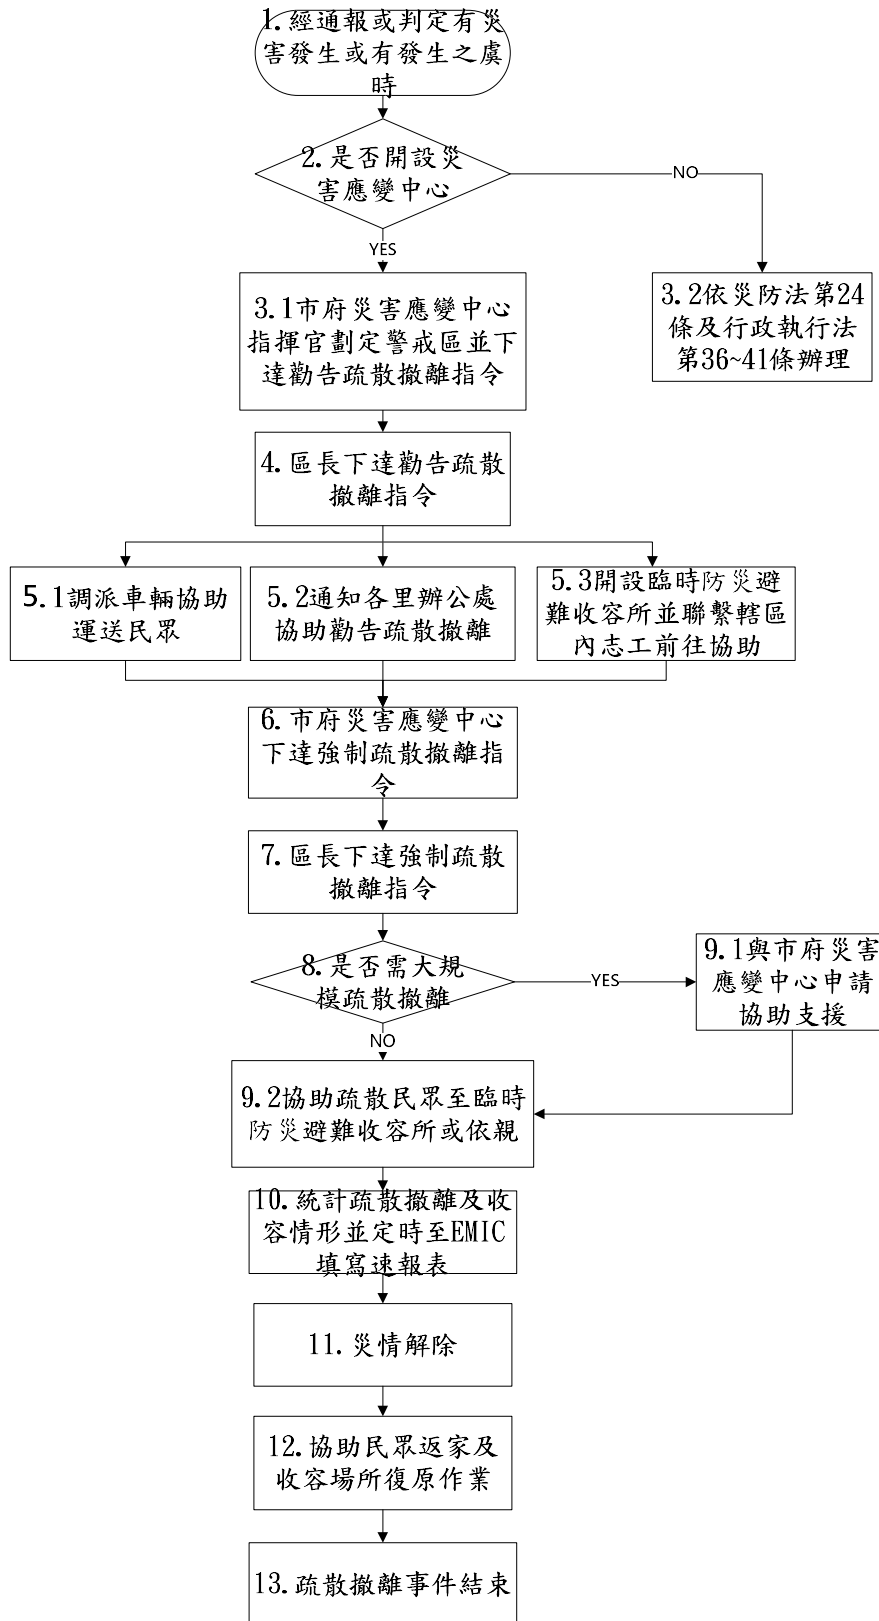 1.經通報或判定有災
害發生或有發生之虞
時
2.是否開設災
害應變中心
NO
YES
3.1市府災害應變中心
指揮官劃定警戒區並下
達勸告疏散撤離指令
3.2依災防法第24
條及行政執行法
第36~41條辦理
4.區長下達勸告疏散
撤離指令
5.1調派車輛協助
運送民眾
5.2通知各里辦公處
協助勸告疏散撤離
5.3開設臨時防災避
難收容所並聯繫轄區
內志工前往協助
6.市府災害應變中心
下達強制疏散撤離指
令
7.區長下達強制疏散
撤離指令
8.是否需大規
模疏散撤離
YES
9.1與市府災害
應變中心申請
協助支援
NO
9.2協助疏散民眾至臨時
防災避難收容所或依親
10.統計疏散撤離及收
容情形並定時至EMIC
填寫速報表
11.災情解除
12.協助民眾返家及
收容場所復原作業
13.疏散撤離事件結束